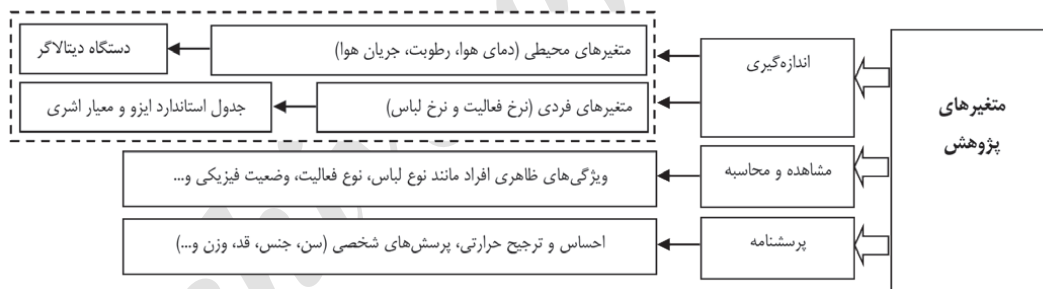 متغیرهای
پژوهش
اندازه‌گیری
متغیرهای محیطی (دمای هوا، رطوبت، جریان هوا)
دستگاه دیتالاگر
متغیرهای فردی (نرخ فعالیت و نرخ لباس)
جدول استاندارد ایزو و معیار اشری
مشاهده و محاسبه
ویژگی‌های ظاهری افراد مانند نوع لباس، نوع فعالیت، وضعیت فیزیکی و...
پرسشنامه
احساس و ترجیح حرارتی، پرسش‌های شخصی (سن، جنس، قد، وزن و...)